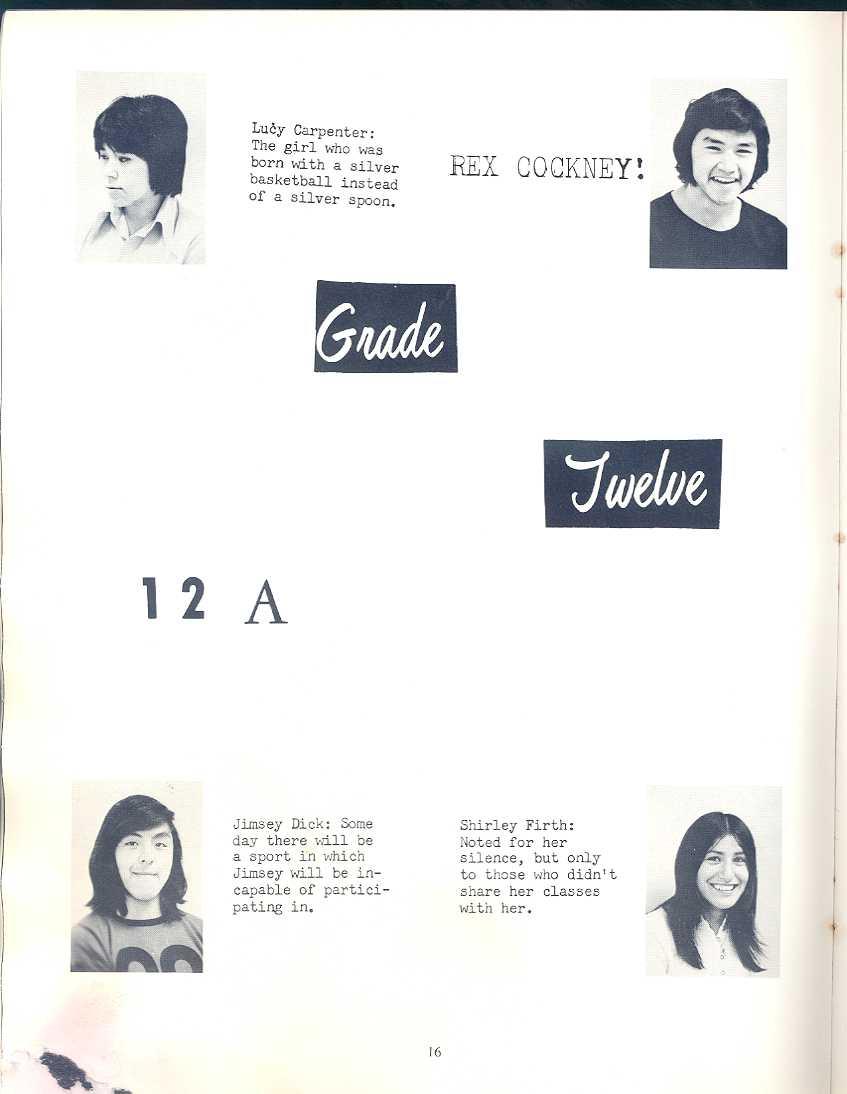 Lucy Carpenter:
The girl who was
born with a silver
basketball instead
of a silver spoon.
REX COCKNEY!
Grade
Twelve
12 A
Jimsey Dick: Some
day there will be
a sport in which
Jimsey will be in-
capable of partici-
pating in.
Shirley Firth:
Noted for her
silence, but only
to those who didn't
share her classes
with her.
16